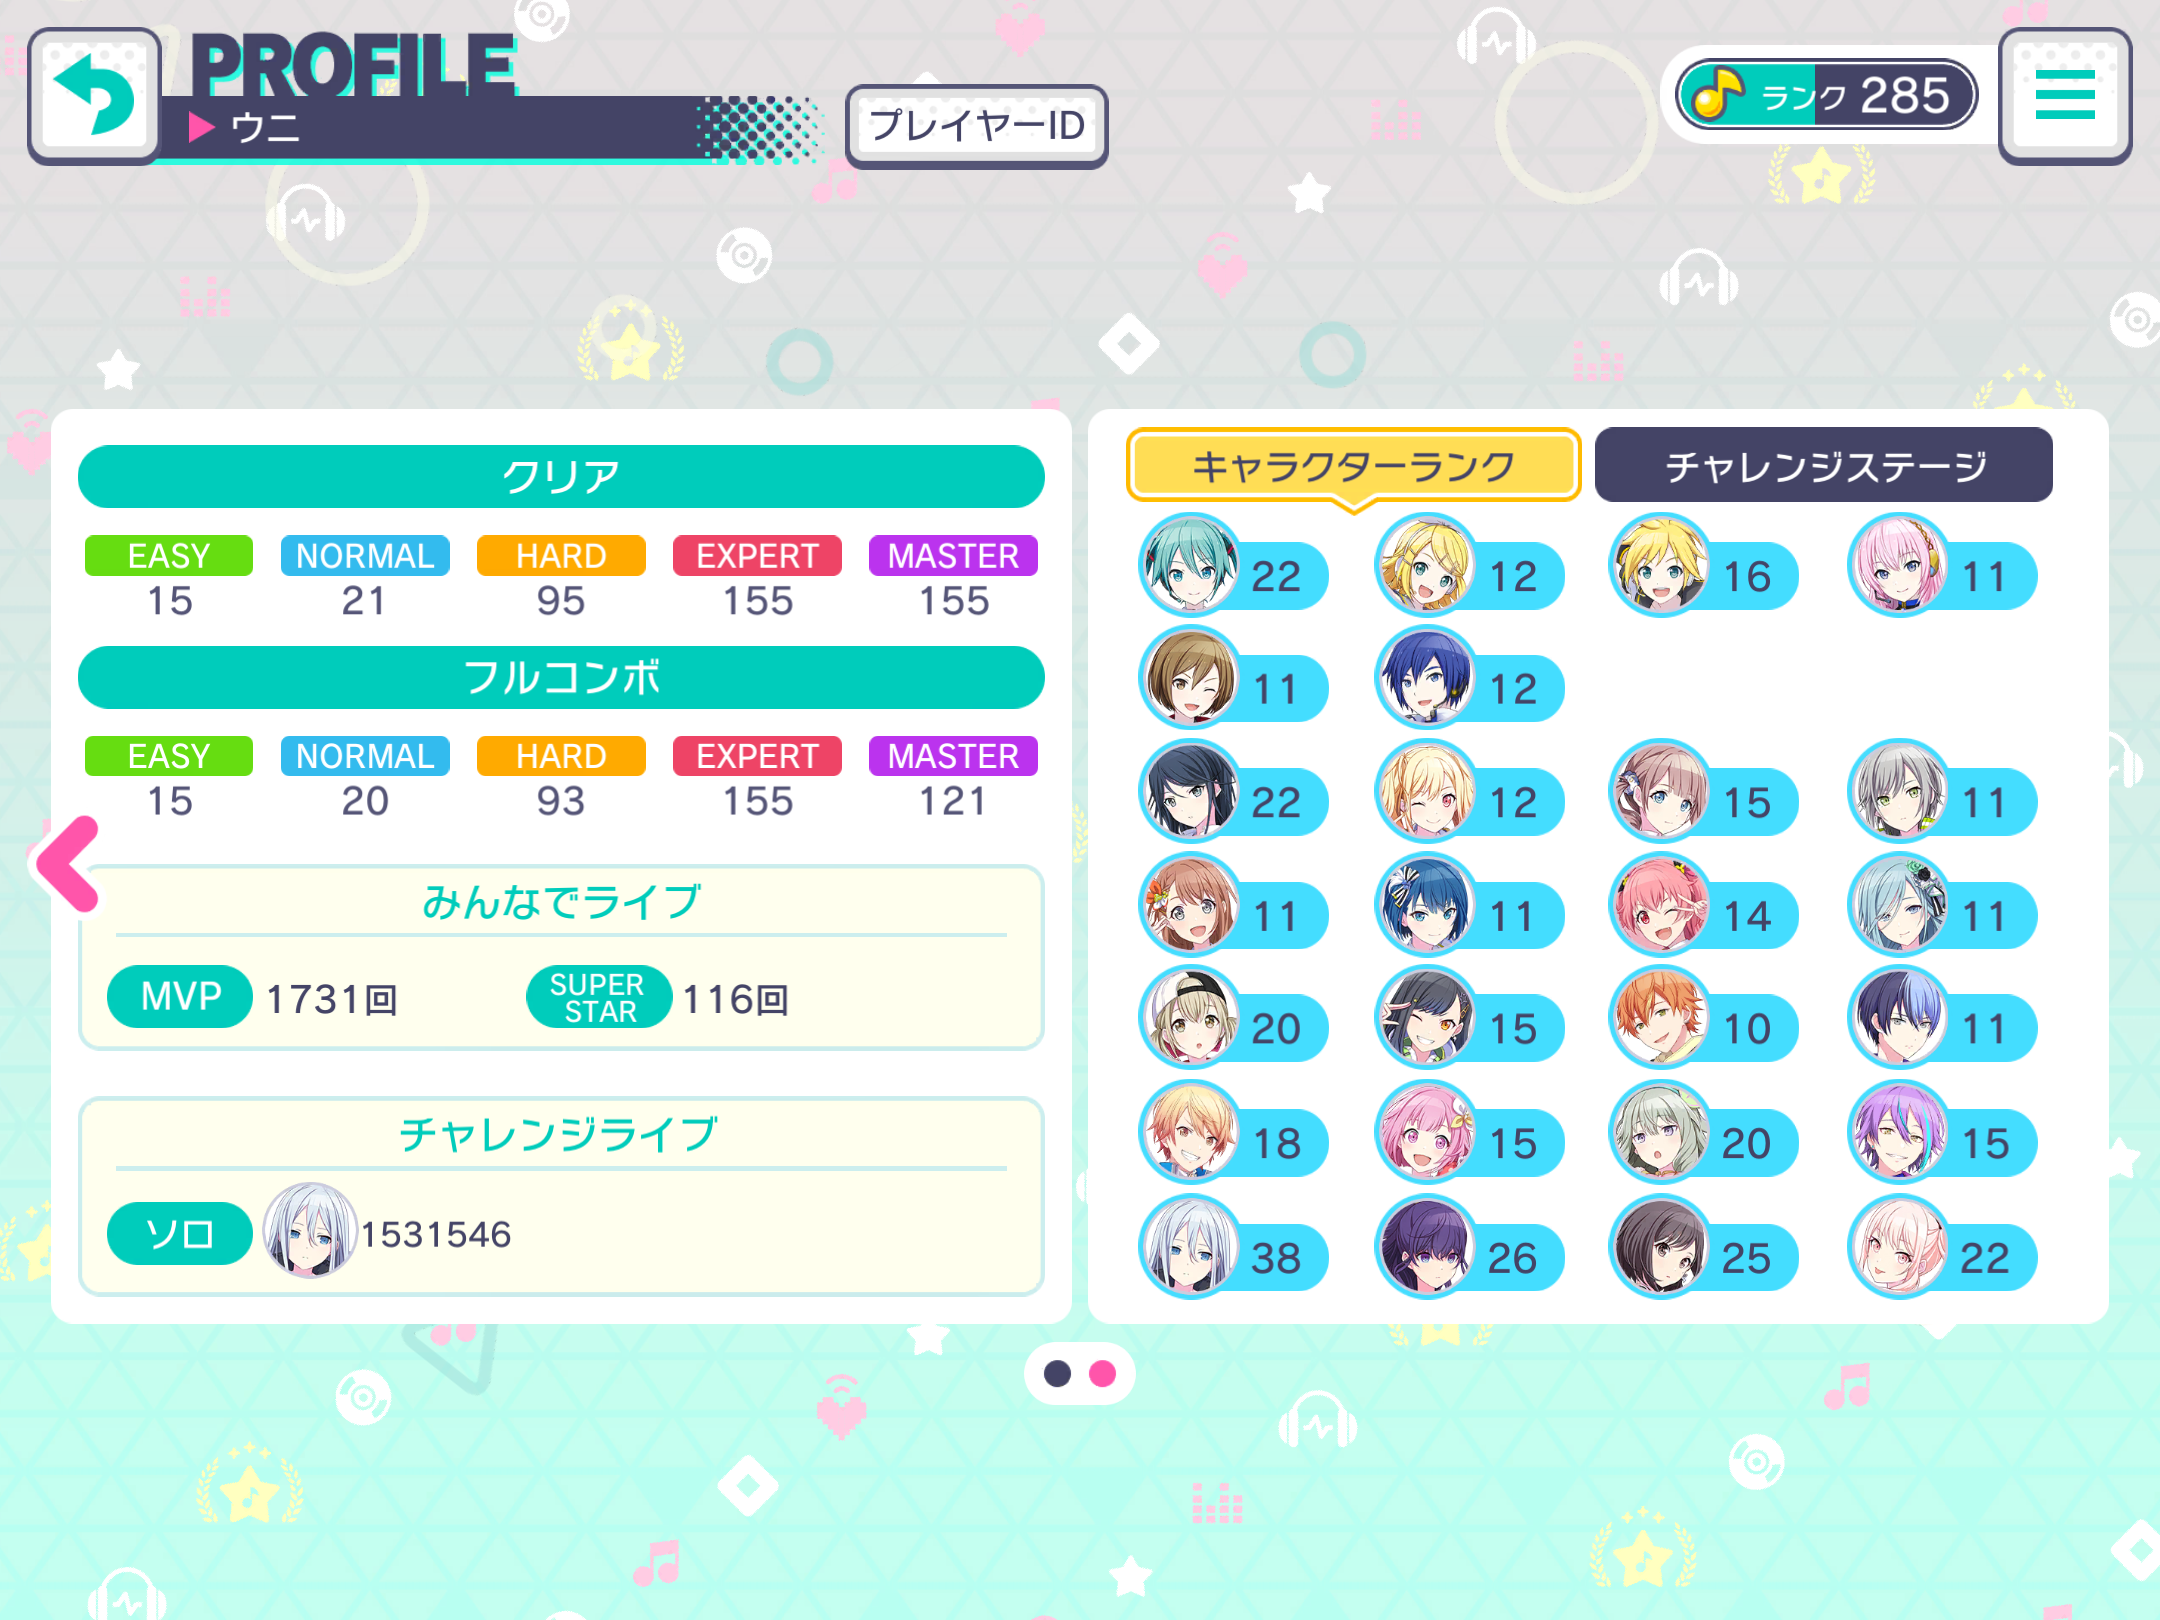 PROFILE
ウニ
プレイヤーID
ランク 285
クリア
EASY NORMAL HARD EXPERT MASTER
15 21 95 155 155
フルコンボ
EASY NORMAL HARD EXPERT MASTER
15 20 93 155 121
みんなでライブ
MVP 1731回 SUPER STAR 116回
チャレンジライブ
ソロ 1531546
キャラクターランク チャレンジステージ
22 12 16 11
11 12
22 12 15 11
11 11 14 11
20 15 10 11
18 15 20 15
38 26 25 22